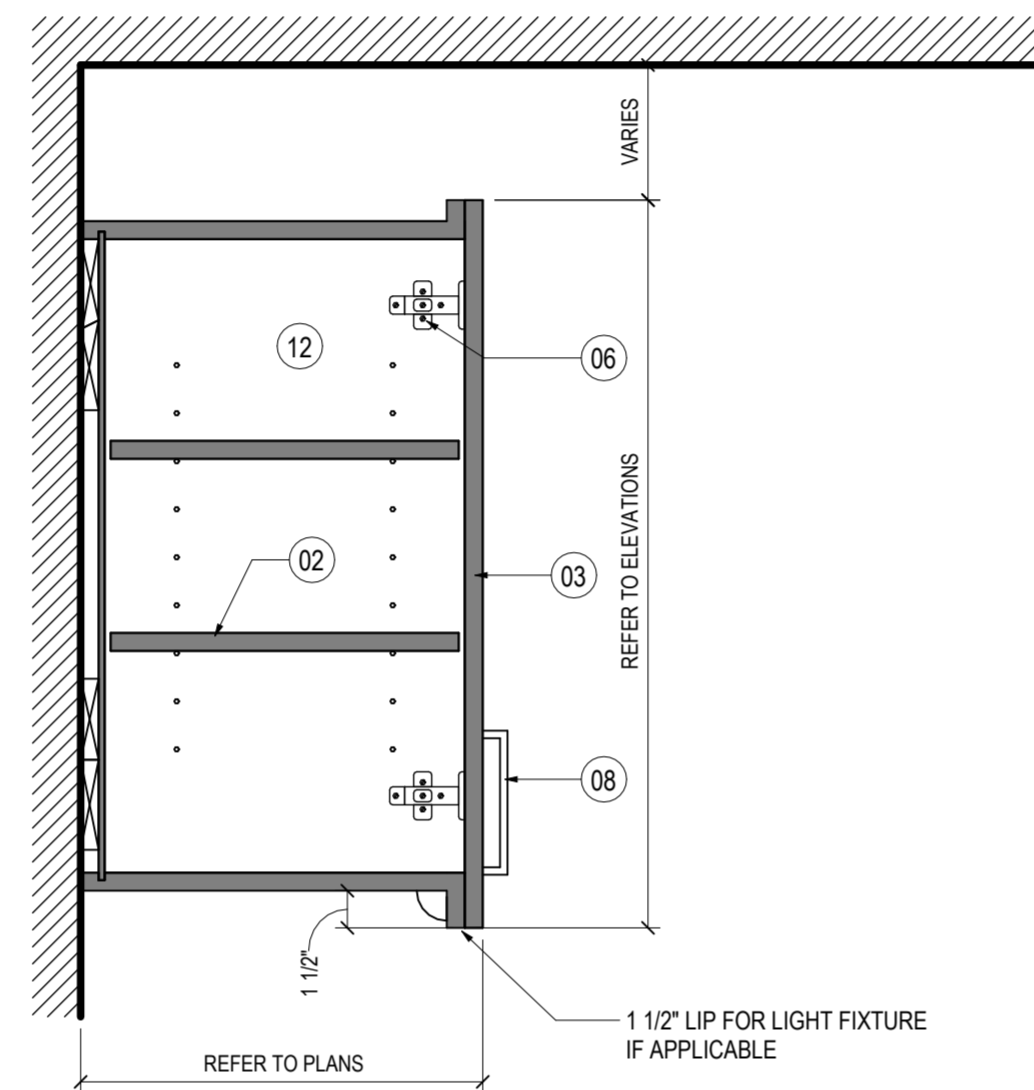 VARIES
12
06
REFER TO ELEVATIONS
02
03
08
1 1/2"
1 1/2" LIP FOR LIGHT FIXTURE
IF APPLICABLE
REFER TO PLANS